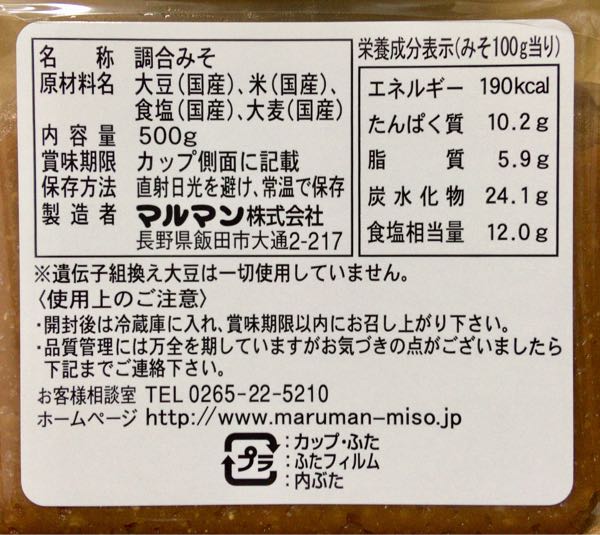 名称 調合みそ
原材料名 大豆(国産)、米(国産)、
食塩(国産)、大麦(国産)
内容量 500g
賞味期限 カップ側面に記載
保存方法 直射日光を避け、常温で保存
製造者 マルマン株式会社
長野県飯田市大通2-217
栄養成分表示(みそ100g当り)
エネルギー 190kcal
たんぱく質 10.2g
脂質 5.9g
炭水化物 24.1g
食塩相当量 12.0g
※遺伝子組換え大豆は一切使用していません。
〈使用上のご注意〉
・開封後は冷蔵庫に入れ、賞味期限以内にお召し上がり下さい。
・品質管理には万全を期していますがお気づきの点がございましたら
下記までご連絡下さい。
お客様相談室 TEL 0265-22-5210
ホームページ http://www.maruman-miso.jp
プラ
：カップ・ふた
：ふたフィルム
：内ぶた